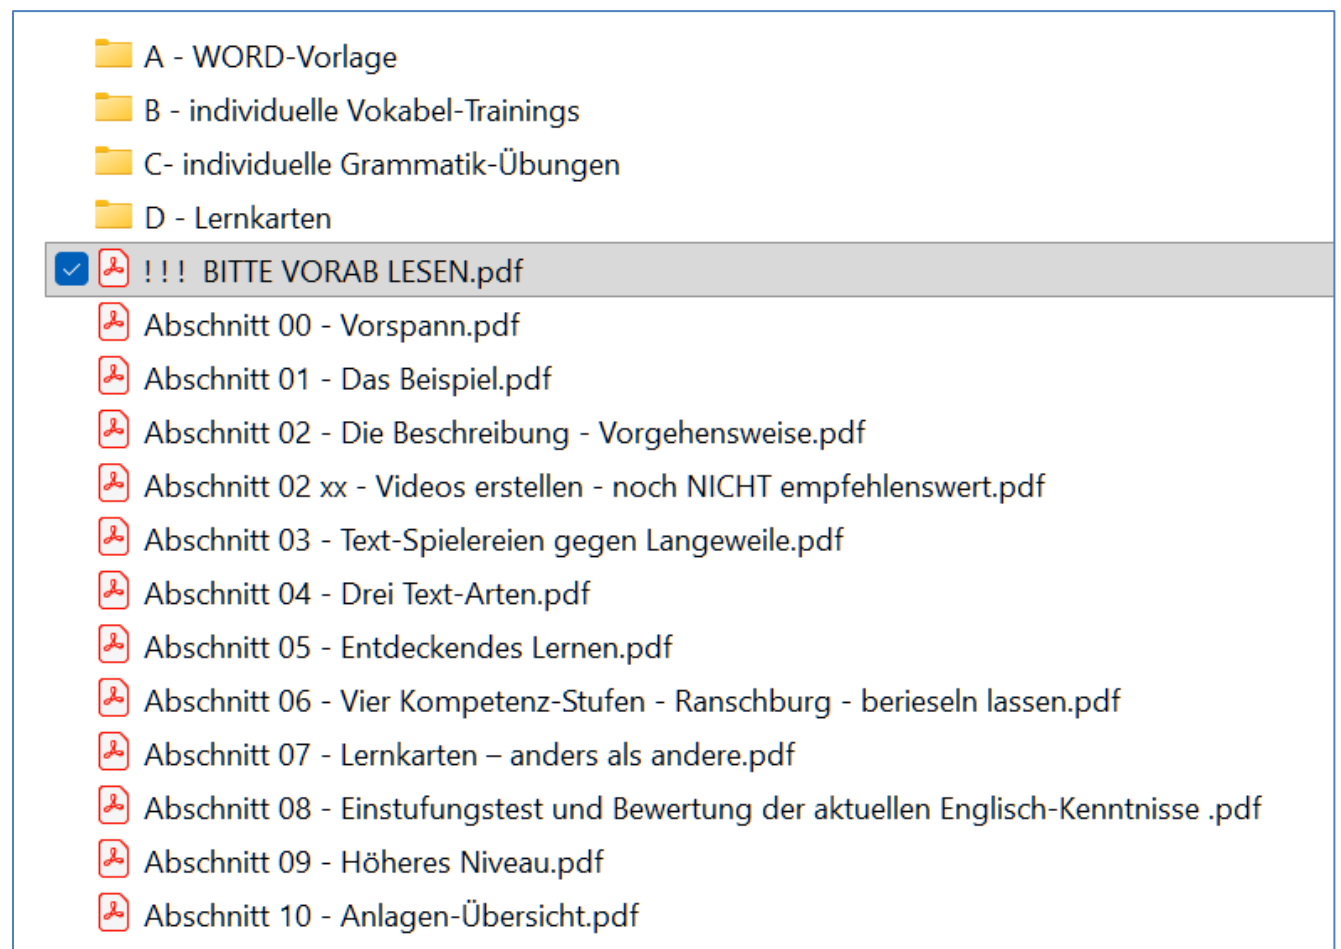 A - WORD-Vorlage
B - individuelle Vokabel-Trainings
C- individuelle Grammatik-Übungen
D - Lernkarten
! ! !  BITTE VORAB LESEN.pdf
Abschnitt 00 - Vorspann.pdf
Abschnitt 01 - Das Beispiel.pdf
Abschnitt 02 - Die Beschreibung - Vorgehensweise.pdf
Abschnitt 02 xx - Videos erstellen - noch NICHT empfehlenswert.pdf
Abschnitt 03 - Text-Spielereien gegen Langeweile.pdf
Abschnitt 04 - Drei Text-Arten.pdf
Abschnitt 05 - Entdeckendes Lernen.pdf
Abschnitt 06 - Vier Kompetenz-Stufen - Ranschburg - berieseln lassen.pdf
Abschnitt 07 - Lernkarten – anders als andere.pdf
Abschnitt 08 - Einstufungstest und Bewertung der aktuellen Englisch-Kenntnisse .pdf
Abschnitt 09 - Höheres Niveau.pdf
Abschnitt 10 - Anlagen-Übersicht.pdf